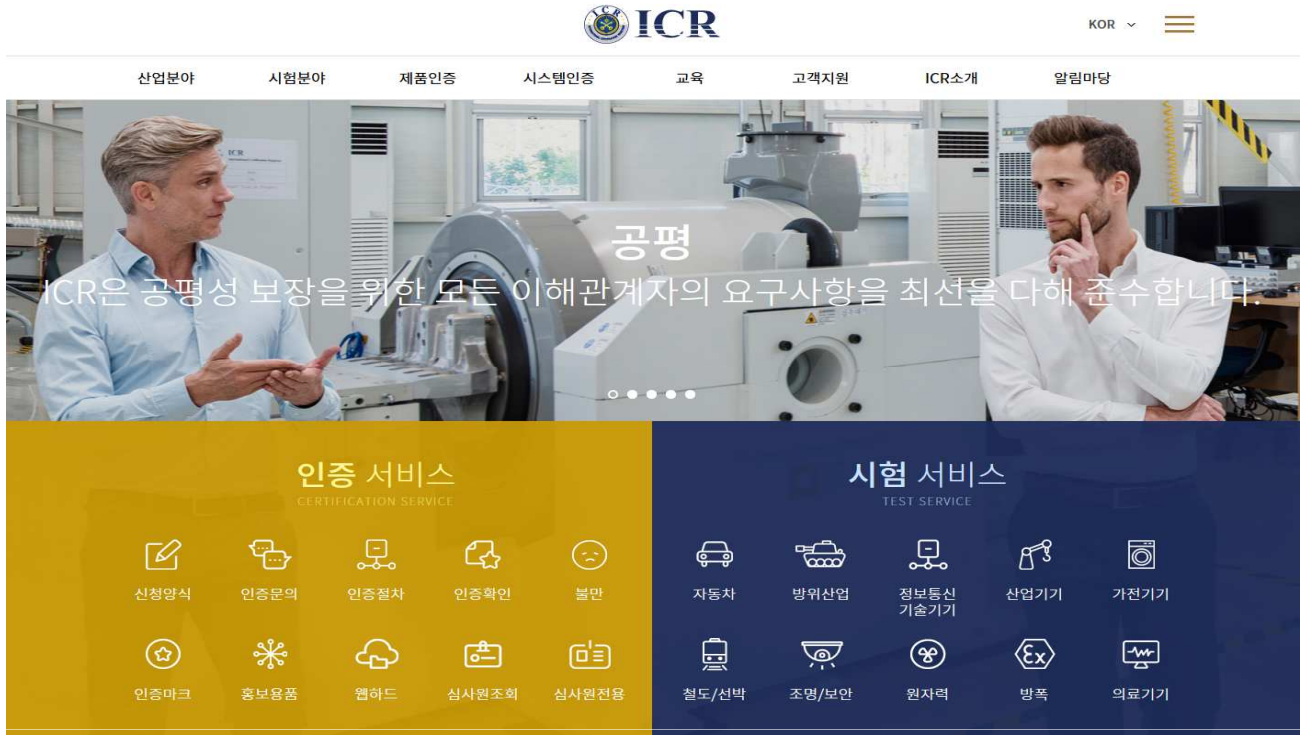 ICR
KOR
산업분야 시험분야 제품인증 시스템인증 교육 고객지원 ICR소개 알림마당
ICR
공평
ICR은 공평성 보장을 위한 모든 이해관계자의 요구사항을 최선을 다해 준수합니다.
인증 서비스
CERTIFICATION SERVICE
신청양식 인증문의 인증절차 인증확인 불만
인증마크 홍보용품 웹하드 심사원조회 심사원전용
시험 서비스
TEST SERVICE
자동차 방위산업 정보통신 산업기기 가전기기
기술기기
Ex
철도/선박 조명/보안 원자력 방폭 의료기기